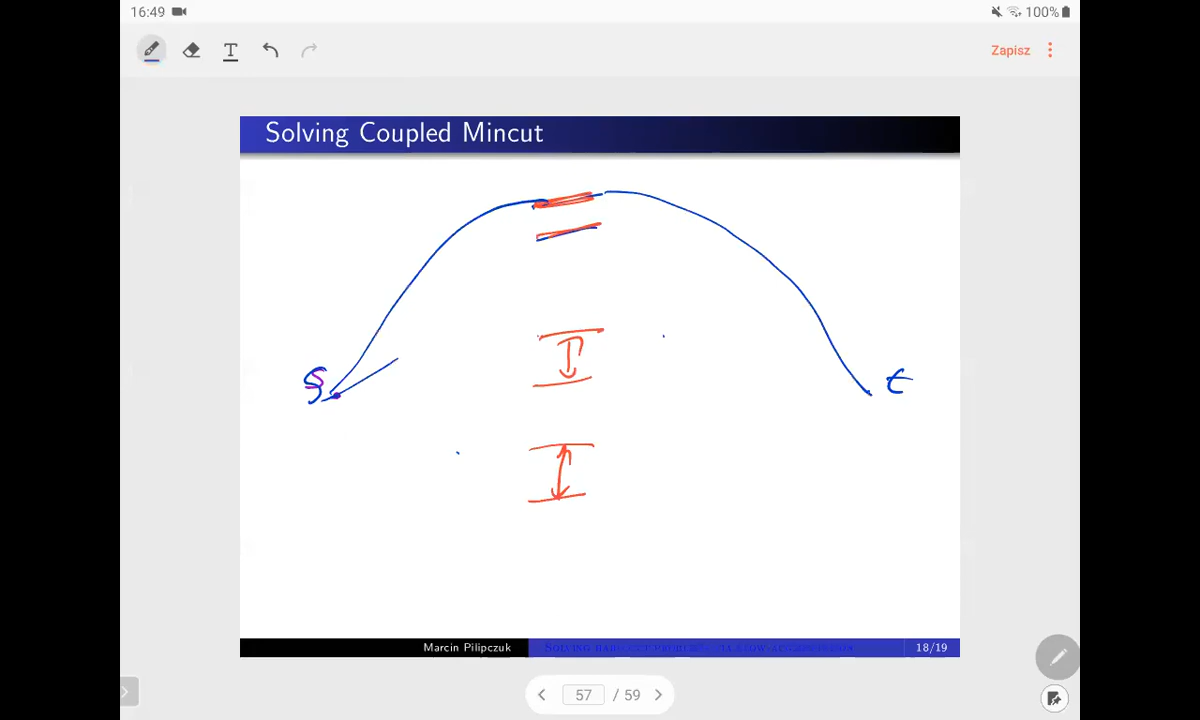 16:49
100%
T
Zapisz
Solving Coupled Mincut
S
t
Marcin Pilipczuk
18/19
57 / 59